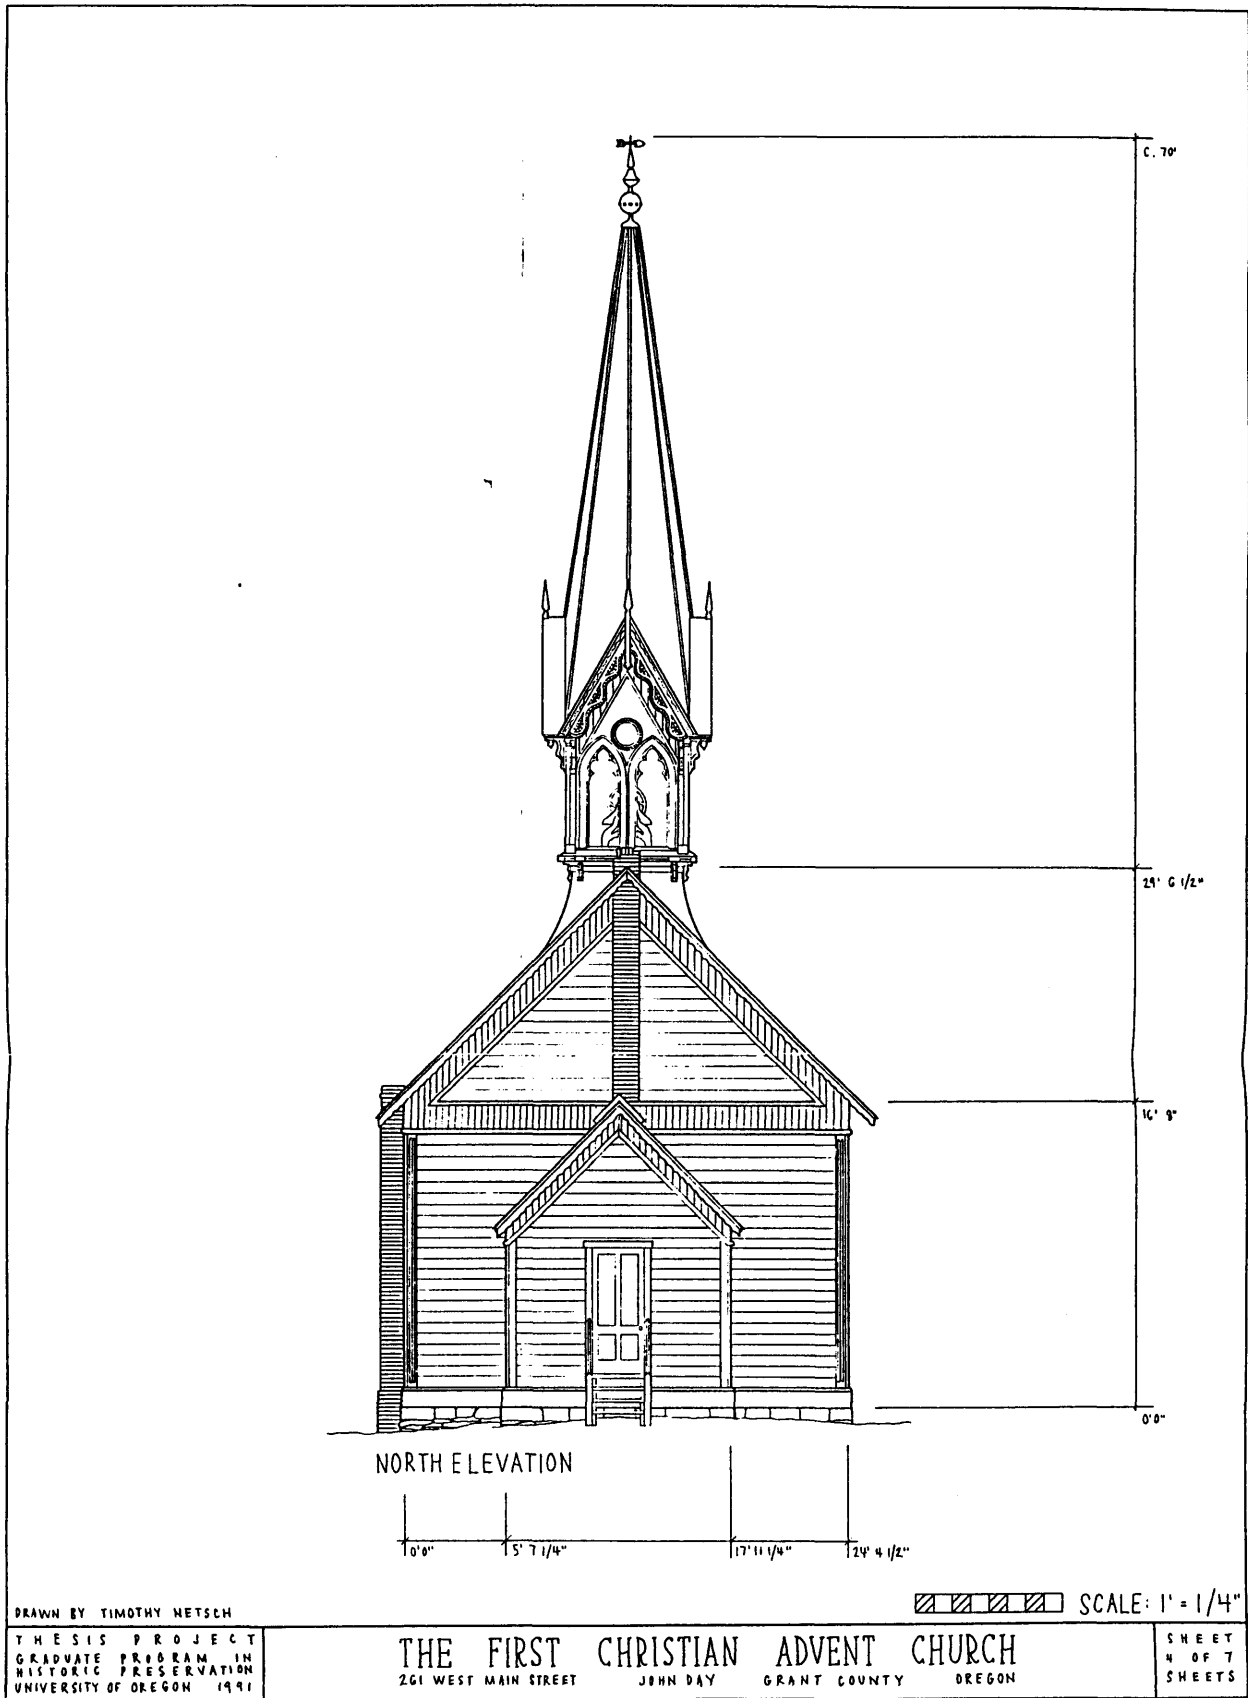 C. 70'
29' 6 1/2"
16' 8"
0'0"
NORTH ELEVATION
0'0" 5' 7 1/4" 17' 11 1/4" 24' 4 1/2"
SCALE: 1' = 1/4"
DRAWN BY TIMOTHY NETSCH
THESIS PROJECT
GRADUATE PROGRAM IN
HISTORIC PRESERVATION
UNIVERSITY OF OREGON 1991
THE FIRST CHRISTIAN ADVENT CHURCH
261 WEST MAIN STREET JOHN DAY GRANT COUNTY OREGON
SHEET
4 OF 7
SHEETS